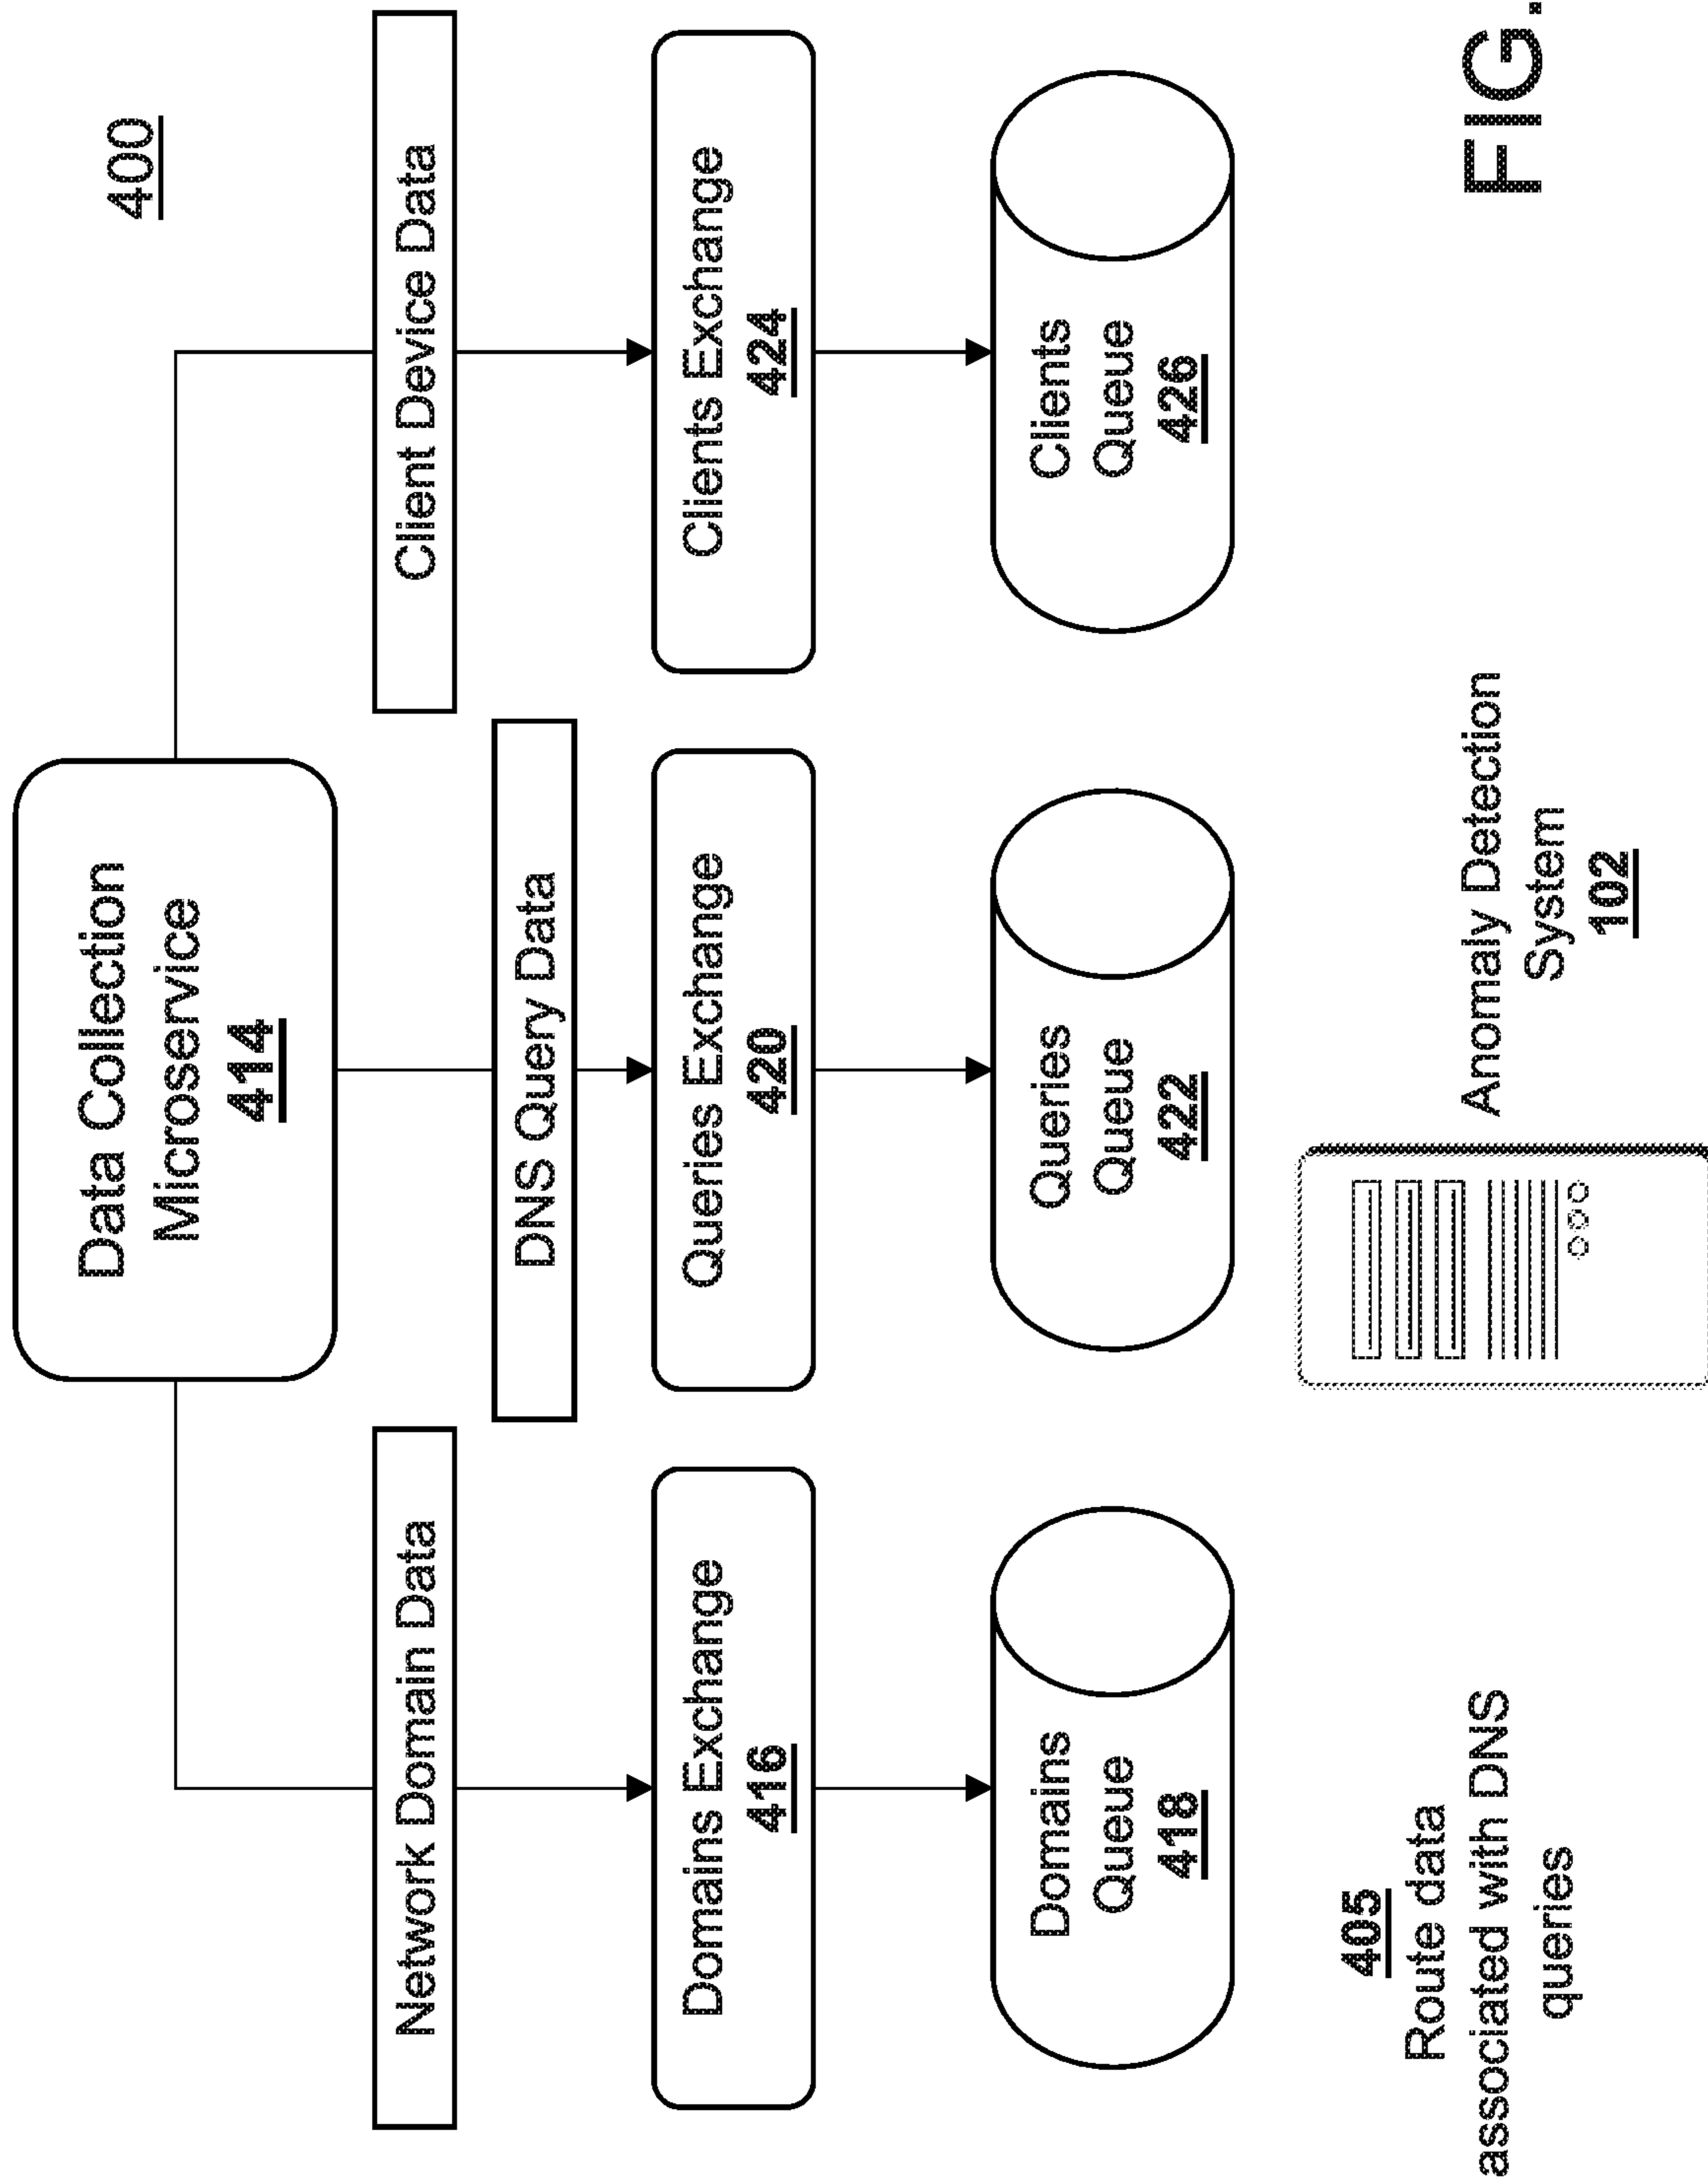 400
Data Collection
Microservice
414
Network Domain Data
DNS Query Data
Client Device Data
Domains Exchange
416
Queries Exchange
420
Clients Exchange
424
Domains
Queue
418
Queries
Queue
422
Clients
Queue
426
405
Route data
associated with DNS
queries
Anomaly Detection
System
102
FIG.